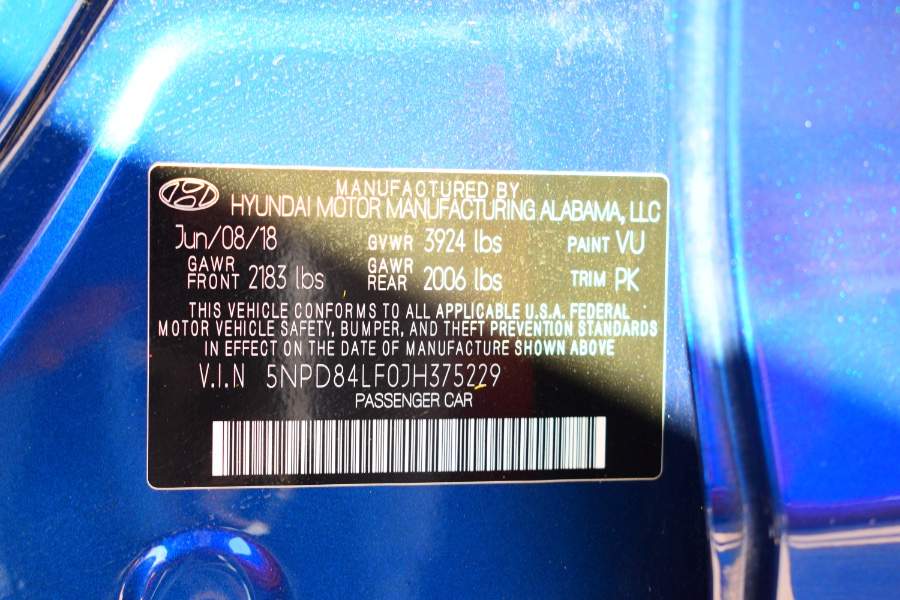 MANUFACTURED BY
HYUNDAI MOTOR MANUFACTURING ALABAMA, LLC
Jun/08/18 GVWR 3924 lbs PAINT VU
GAWR FRONT 2183 lbs GAWR REAR 2006 lbs TRIM PK
THIS VEHICLE CONFORMS TO ALL APPLICABLE U.S.A. FEDERAL
MOTOR VEHICLE SAFETY, BUMPER, AND THEFT PREVENTION STANDARDS
IN EFFECT ON THE DATE OF MANUFACTURE SHOWN ABOVE
V.I.N 5NPD84LF0JH375229
PASSENGER CAR